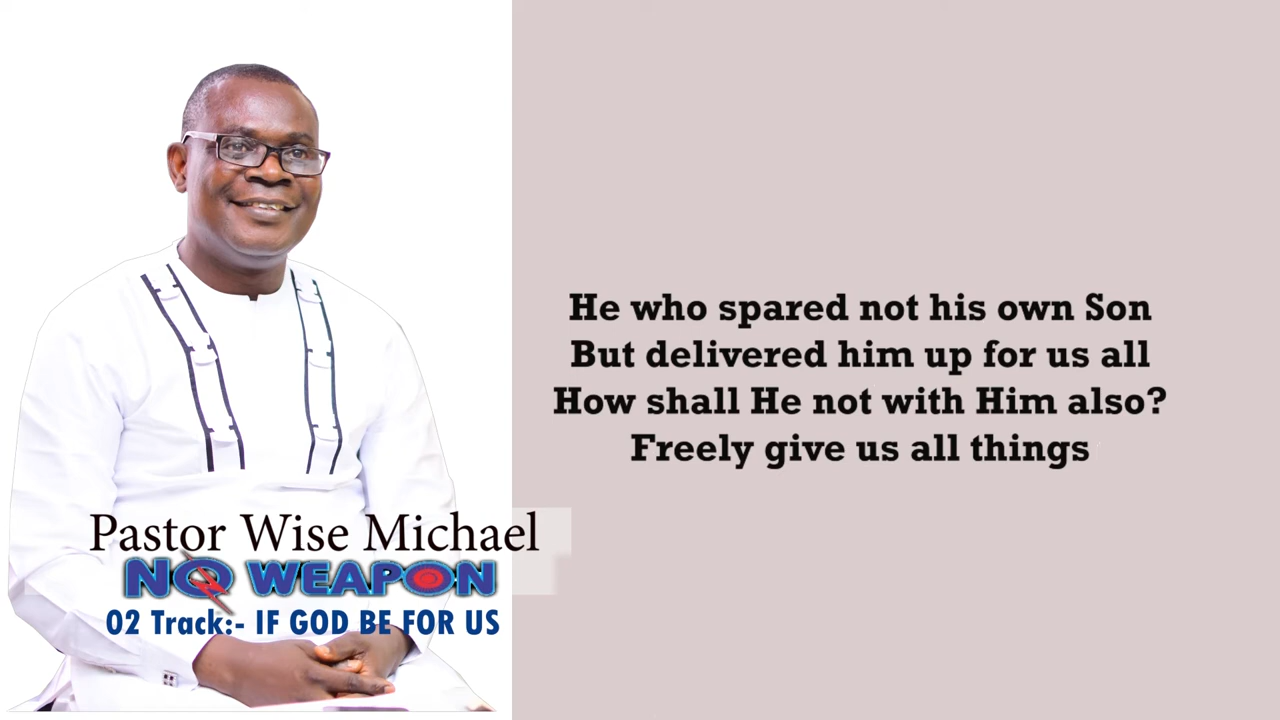 He who spared not his own Son
But delivered him up for us all
How shall He not with Him also?
Freely give us all things
Pastor Wise Michael
NO WEAPON
02 Track:- IF GOD BE FOR US